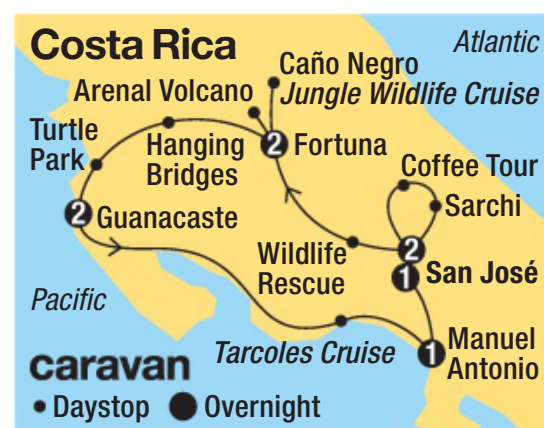 Costa Rica
Atlantic
Caño Negro
Jungle Wildlife Cruise
Arenal Volcano
Turtle
Park
Hanging
Bridges
2 Fortuna
Coffee Tour
Sarchi
2 Guanacaste
Wildlife
Rescue
2
1 San José
Pacific
Tarcoles Cruise
1 Manuel
Antonio
caravan
• Daystop ● Overnight